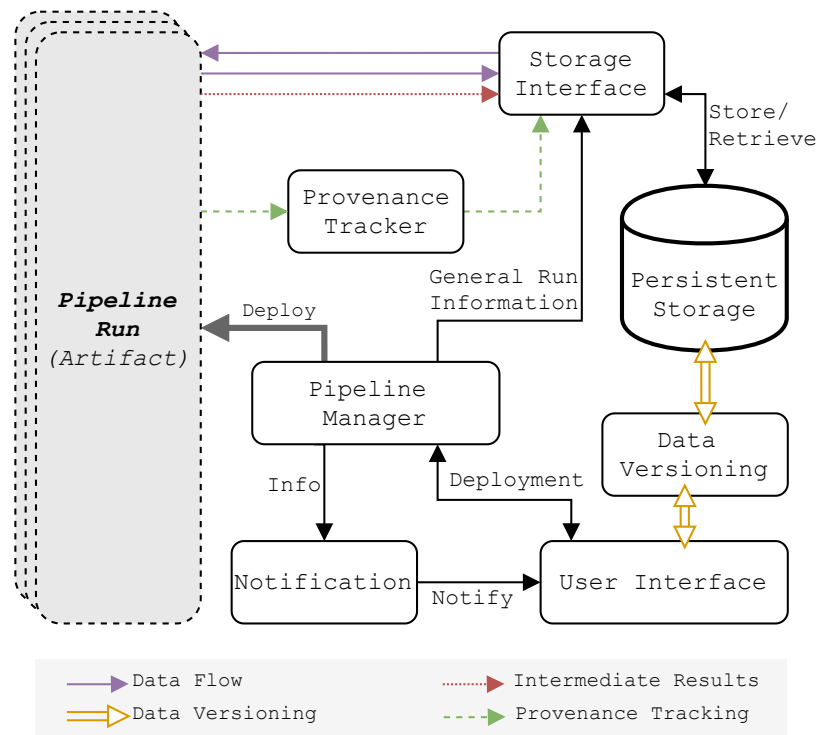 Storage
Interface
Store/
Retrieve
Provenance
Tracker
General Run
Information
Persistent
Storage
Pipeline
Run
(Artifact)
Deploy
Pipeline
Manager
Data
Versioning
Info
Deployment
Notification
Notify
User Interface
Data Flow
Intermediate Results
Data Versioning
Provenance Tracking